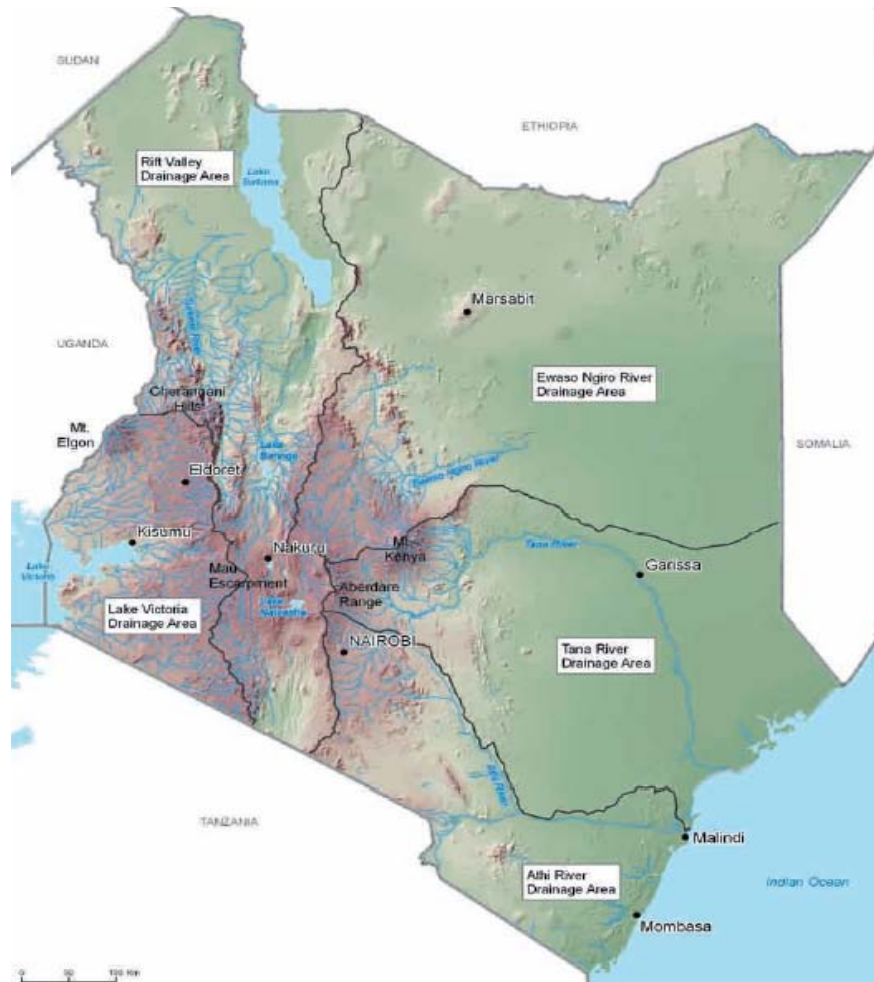 SUDAN
ETHIOPIA
Rift Valley
Drainage Area
Lake
Turkana
Marsabit
UGANDA
Ewaso Ngiro River
Drainage Area
Cherangani
Hills
Mt.
Elgon
SOMALIA
Lake
Baringo
Eldoret
Ewaso Ngiro River
Kisumu
Nakuru
Mt.
Kenya
Tana River
Garissa
Lake
Victoria
Mau
Escarpment
Aberdare
Range
Lake
Naivasha
Lake Victoria
Drainage Area
NAIROBI
Tana River
Drainage Area
Athi River
TANZANIA
Malindi
Athi River
Drainage Area
Indian Ocean
Mombasa
0 50 100 Km